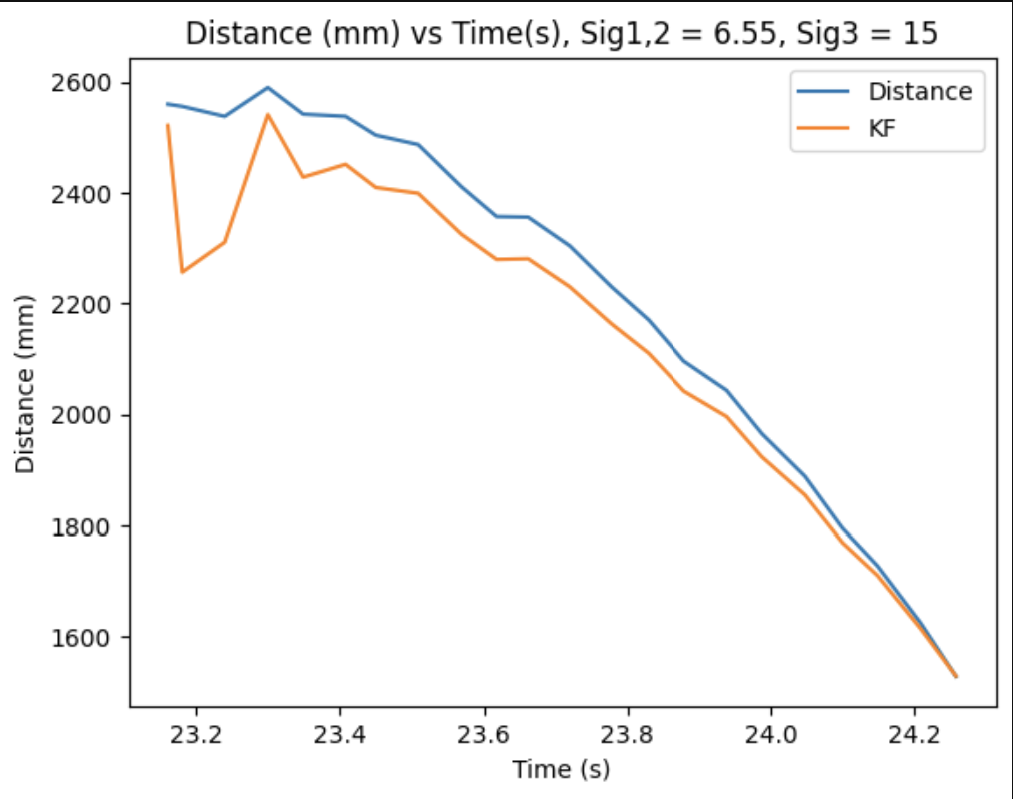 Distance (mm) vs Time(s), Sig1,2 = 6.55, Sig3 = 15
Distance
KF
Distance (mm)
2600
2400
2200
2000
1800
1600
23.2 23.4 23.6 23.8 24.0 24.2
Time (s)